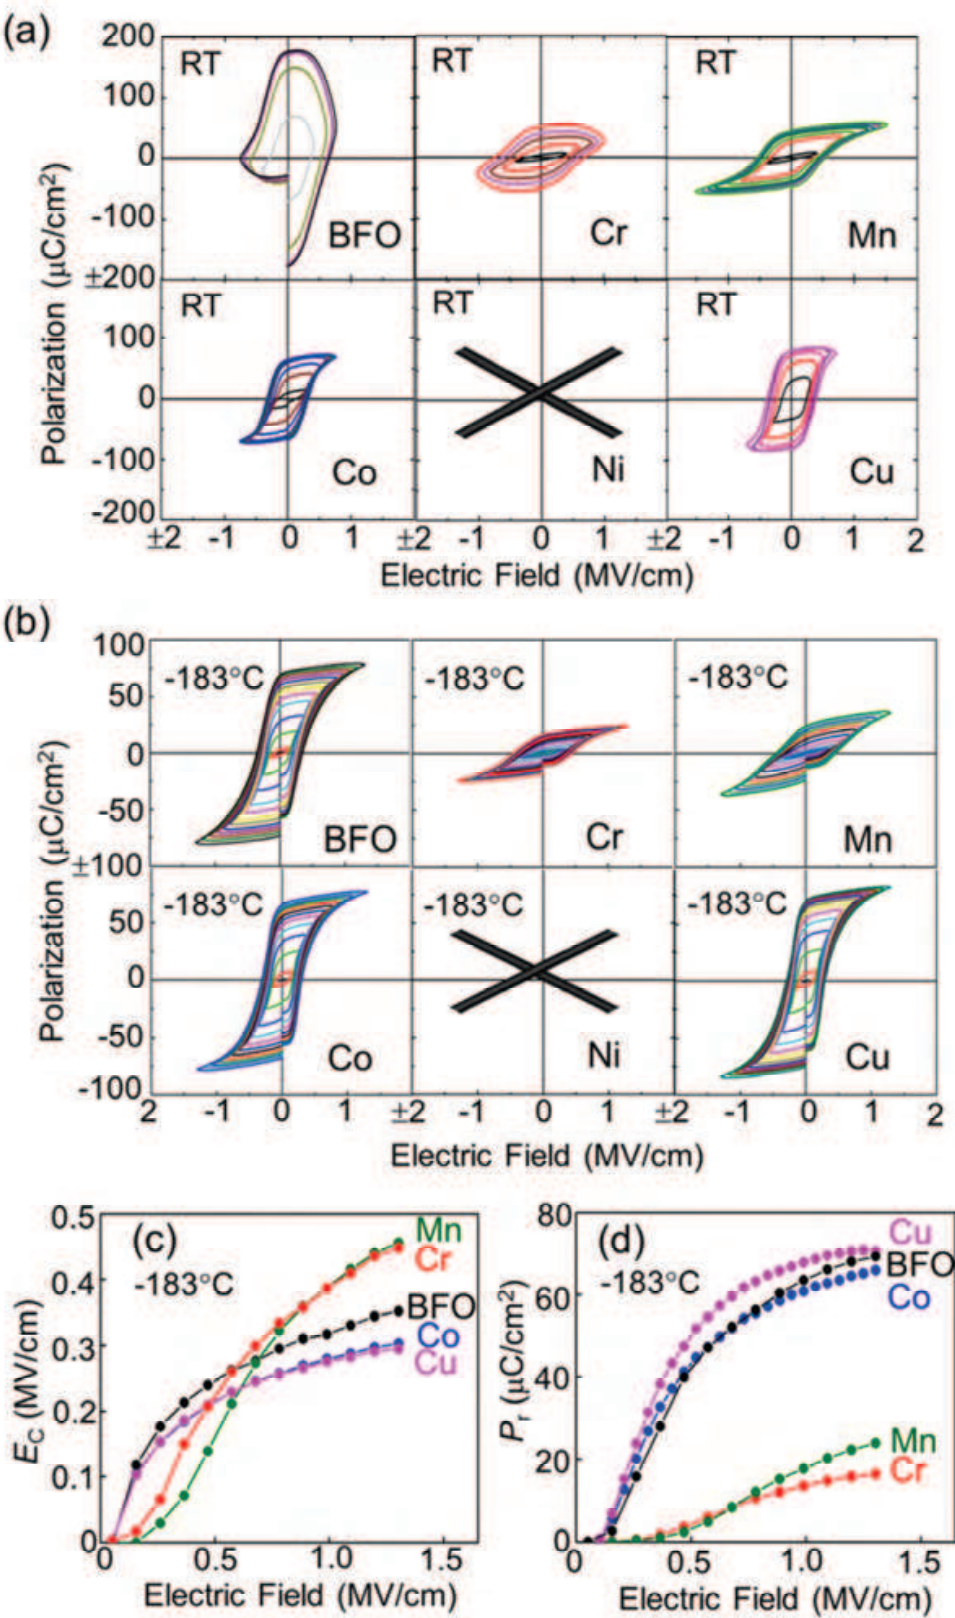 (a)
200
RT
RT
RT
100
0
-100
BFO
Cr
Mn
±200
RT
RT
RT
100
0
-100
Co
Ni
Cu
-200
±2 -1 0 1 ±2 -1 0 1 ±2 -1 0 1 2
Polarization (µC/cm²)
Electric Field (MV/cm)
(b)
100
-183°C
-183°C
-183°C
50
0
-50
BFO
Cr
Mn
±100
-183°C
-183°C
-183°C
50
0
-50
Co
Ni
Cu
-100
2 -1 0 1 ±2 -1 0 1 ±2 -1 0 1 2
Polarization (µC/cm²)
Electric Field (MV/cm)
0.5
(c)
-183°C
Mn
Cr
0.4
BFO
0.3
Co
Cu
0.2
0.1
0
0 0.5 1.0 1.5
E_C (MV/cm)
Electric Field (MV/cm)
80
(d)
-183°C
Cu
BFO
Co
60
40
20
Mn
Cr
0
0 0.5 1.0 1.5
P_r (µC/cm²)
Electric Field (MV/cm)